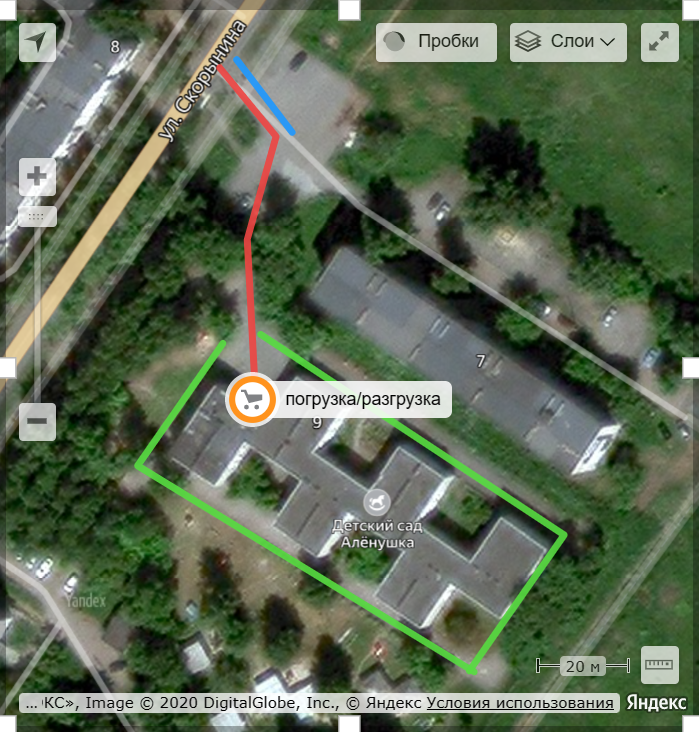 8
ул. Скорынина
Пробки
Слои
7
погрузка/разгрузка
9
Детский сад
Алёнушка
Yandex
20 м
... КС», Image © 2020 DigitalGlobe, Inc., © Яндекс Условия использования
Яндекс